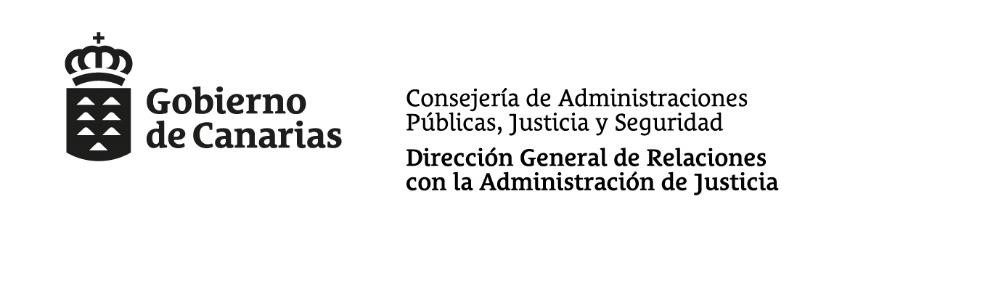 Gobierno
de Canarias
Consejería de Administraciones
Públicas, Justicia y Seguridad
Dirección General de Relaciones
con la Administración de Justicia